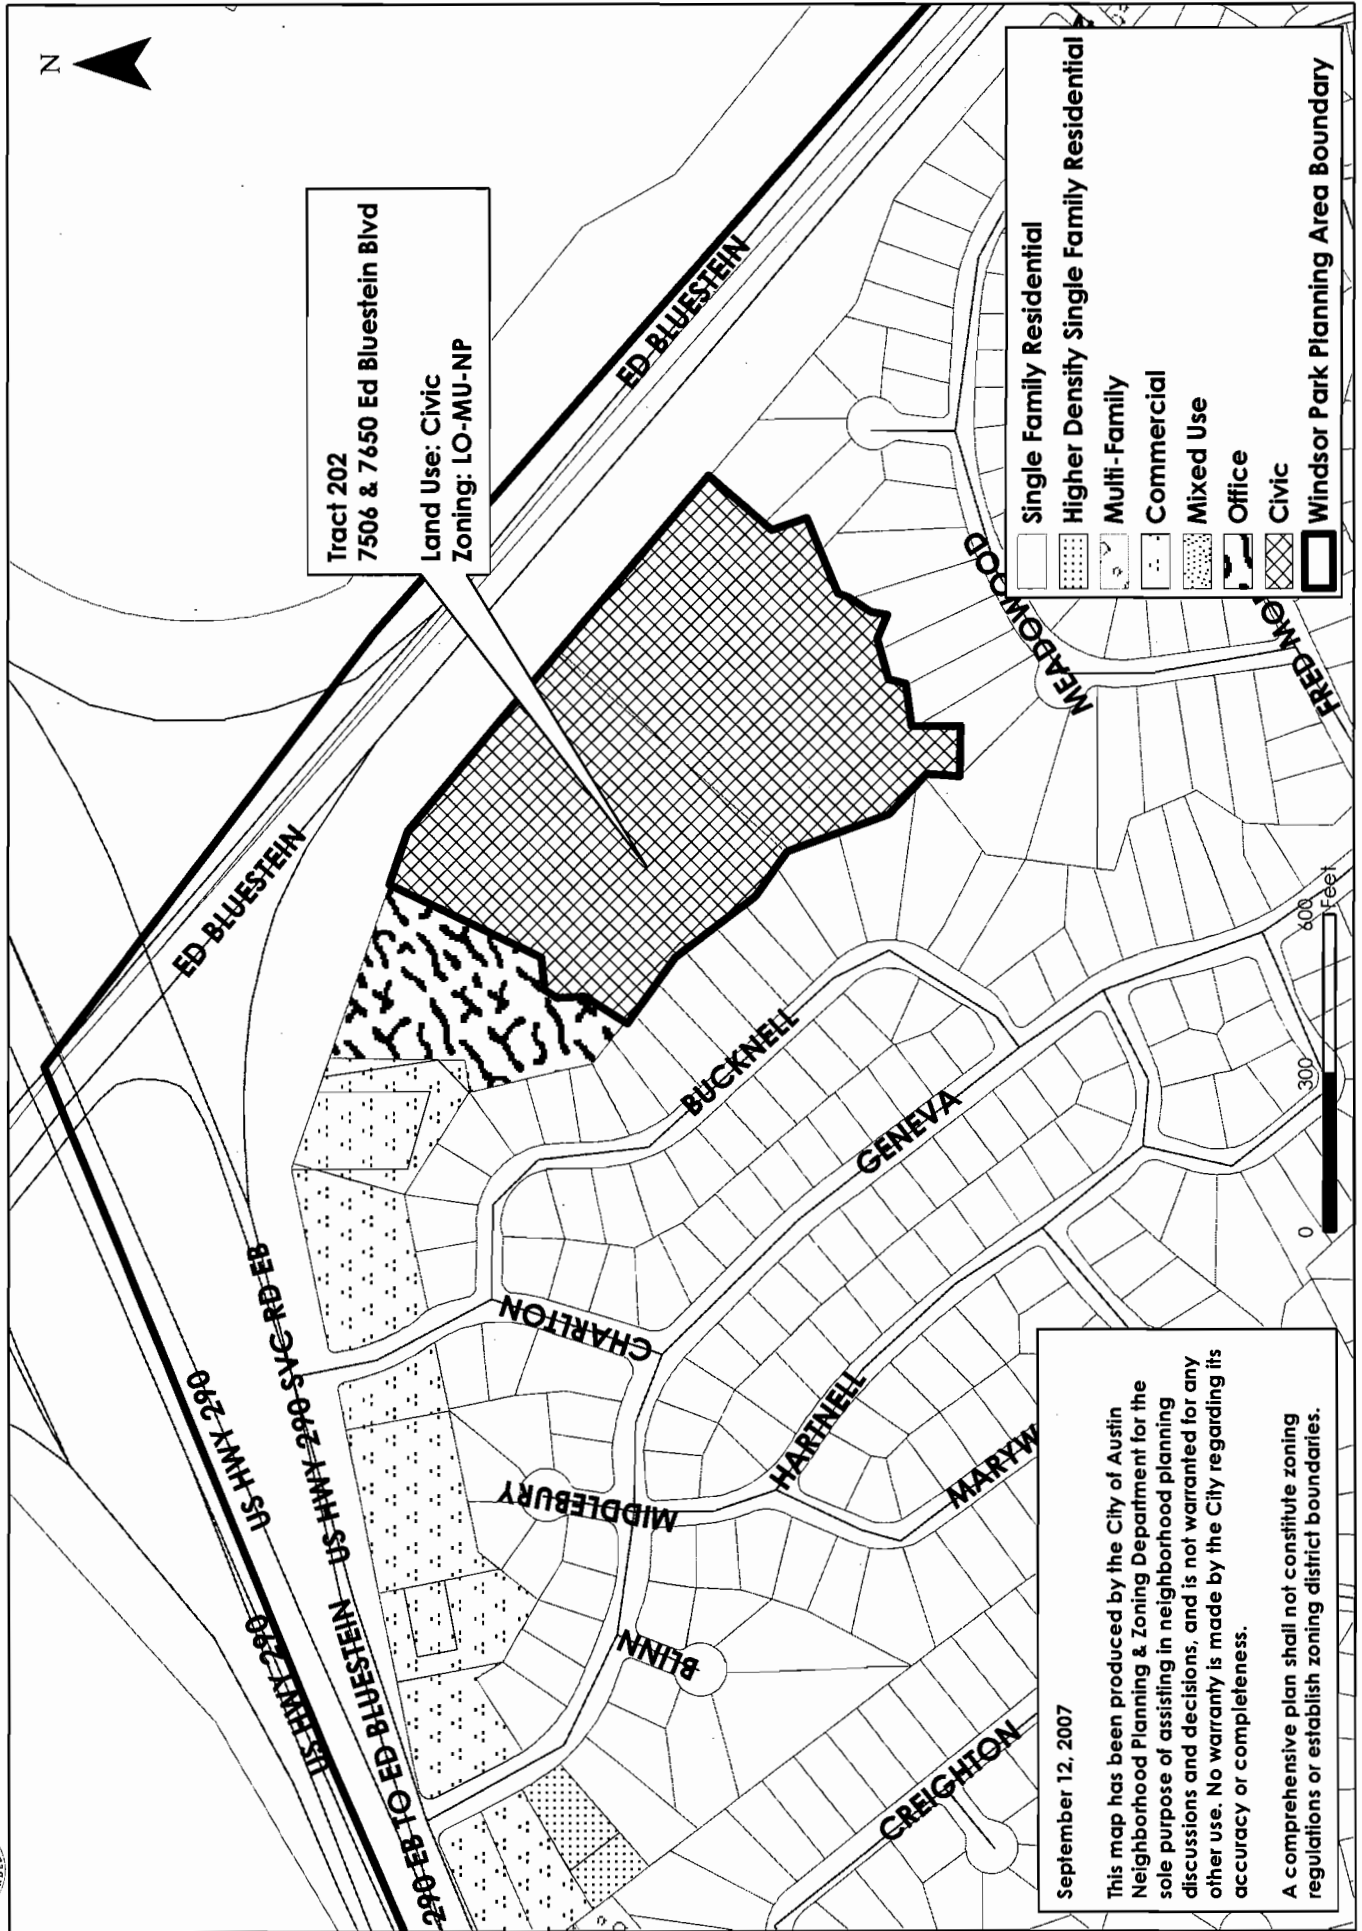 N
Tract 202
7506 & 7650 Ed Bluestein Blvd
Land Use: Civic
Zoning: LO-MU-NP
US HWY 290
US HWY 290
290 EB TO ED BLUESTEIN
US HWY 290 SVC RD EB
ED BLUESTEIN
ED BLUESTEIN
BLINN
MIDDLEBURY
CHARLTON
BUCKNELL
GENEVA
HARTNELL
CREIGHTON
MEADOWOOD
Single Family Residential
Higher Density Single Family Residential
Multi-Family
Commercial
Mixed Use
Office
Civic
Windsor Park Planning Area Boundary
0 300 600
Feet
September 12, 2007
This map has been produced by the City of Austin
Neighborhood Planning & Zoning Department for the
sole purpose of assisting in neighborhood planning
discussions and decisions, and is not warranted for any
other use. No warranty is made by the City regarding its
accuracy or completeness.
A comprehensive plan shall not constitute zoning
regulations or establish zoning district boundaries.
MARYW
FRED MO